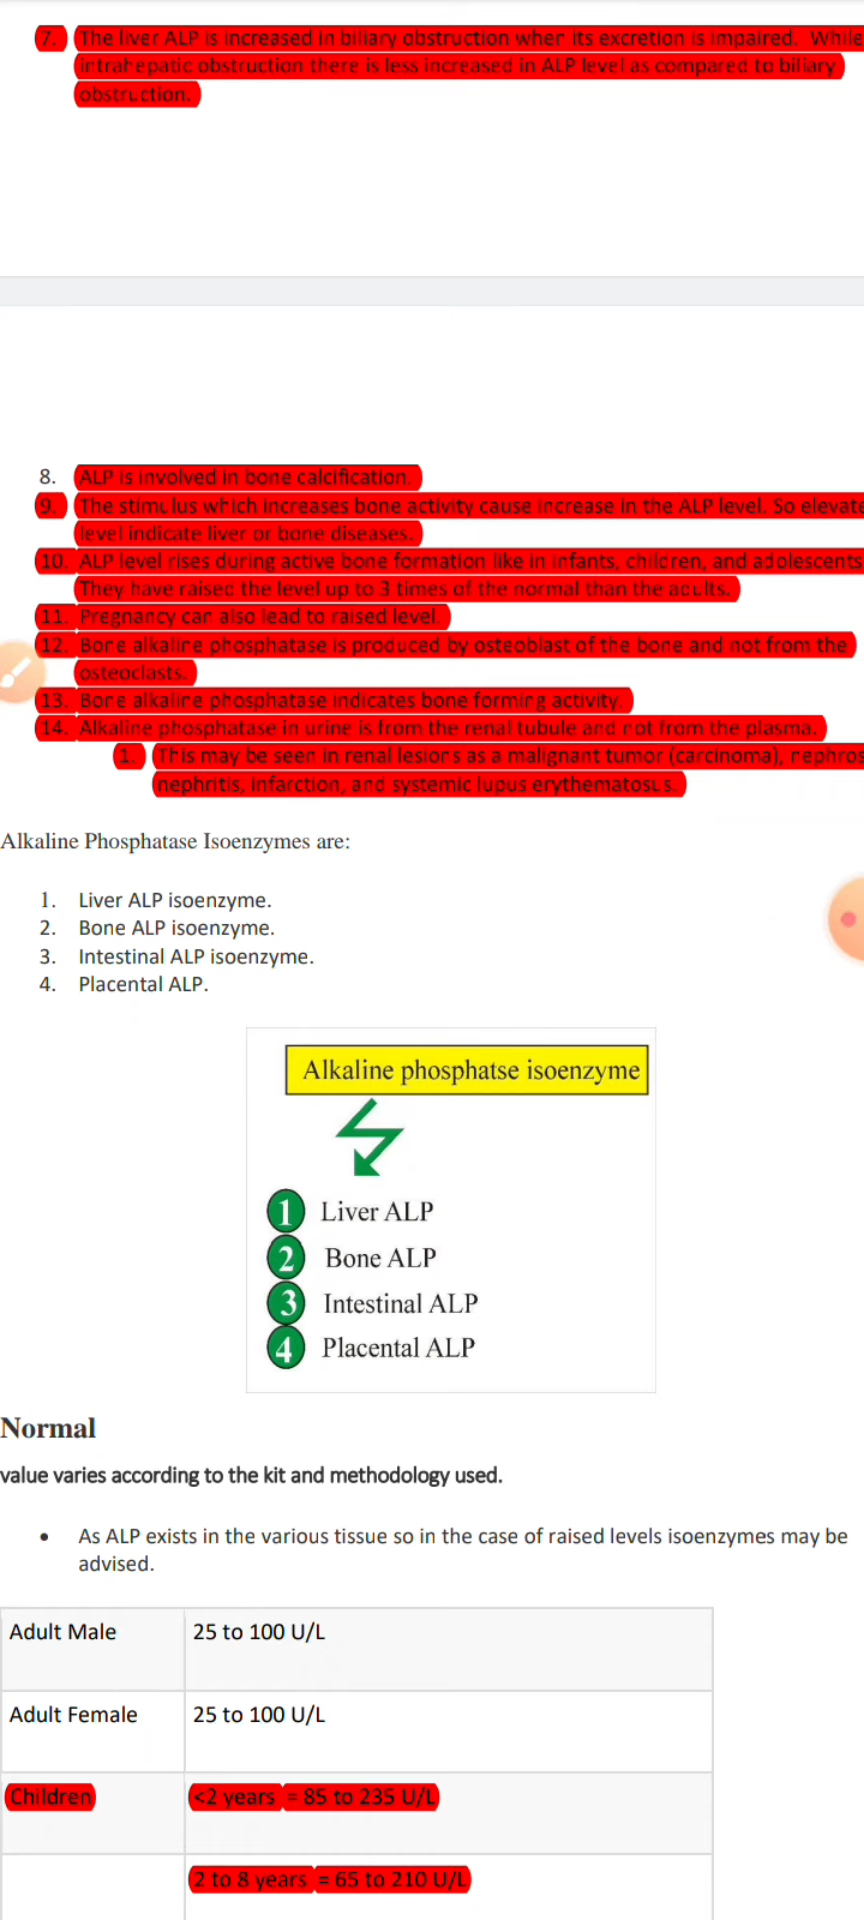 7. The liver ALP is increased in biliary obstruction when its excretion is impaired. While
intrahepatic obstruction there is less increased in ALP level as compared to biliary
obstruction.
8. ALP is involved in bone calcification.
9. The stimulus which increases bone activity cause increase in the ALP level. So elevate
level indicate liver or bone diseases.
10. ALP level rises during active bone formation like in infants, children, and adolescents
They have raised the level up to 3 times of the normal than the adults.
11. Pregnancy can also lead to raised level.
12. Bone alkaline phosphatase is produced by osteoblast of the bone and not from the
osteoclasts.
13. Bone alkaline phosphatase indicates bone forming activity.
14. Alkaline phosphatase in urine is from the renal tubule and not from the plasma.
1. This may be seen in renal lesions as a malignant tumor (carcinoma), nephros
nephritis, infarction, and systemic lupus erythematosus.
Alkaline Phosphatase Isoenzymes are:
1. Liver ALP isoenzyme.
2. Bone ALP isoenzyme.
3. Intestinal ALP isoenzyme.
4. Placental ALP.
Alkaline phosphatse isoenzyme
1 Liver ALP
2 Bone ALP
3 Intestinal ALP
4 Placental ALP
Normal
value varies according to the kit and methodology used.
• As ALP exists in the various tissue so in the case of raised levels isoenzymes may be
advised.
Adult Male 25 to 100 U/L
Adult Female 25 to 100 U/L
Children <2 years = 85 to 235 U/L
2 to 8 years = 65 to 210 U/L